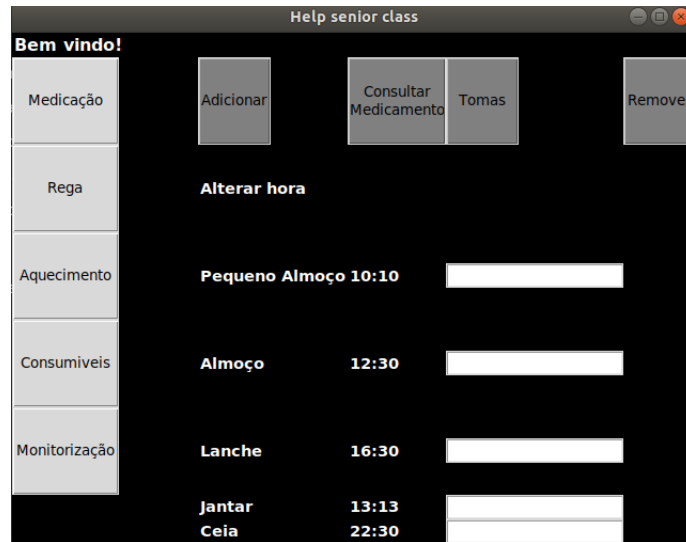 Help senior class
Bem vindo!
Medicação
Adicionar
Consultar
Medicamento
Tomas
Remove
Rega
Alterar hora
Aquecimento
Pequeno Almoço 10:10
Consumiveis
Almoço 12:30
Monitorização
Lanche 16:30
Jantar 13:13
Ceia 22:30